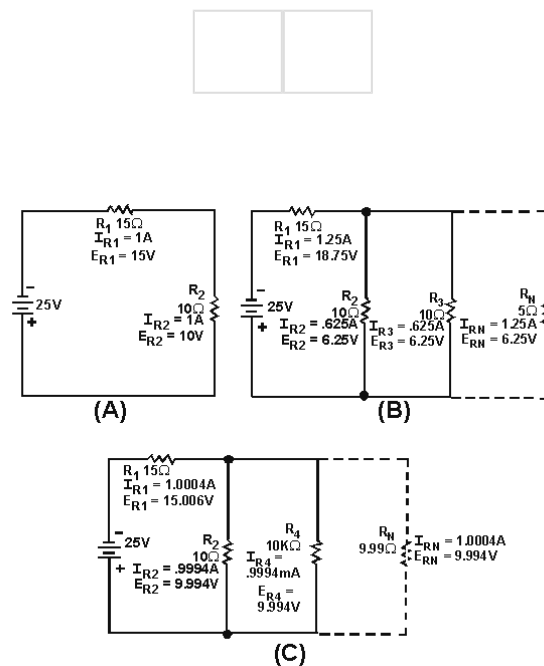 R1 15Ω
IR1 = 1A
ER1 = 15V
25V
R2
10Ω
IR2 = 1A
ER2 = 10V
(A)
R1 15Ω
IR1 = 1.25A
ER1 = 18.75V
25V
R2
10Ω
IR2 = .625A
ER2 = 6.25V
R3
10Ω
IR3 = .625A
ER3 = 6.25V
RN
5Ω
IRN = 1.25A
ERN = 6.25V
(B)
R1 15Ω
IR1 = 1.0004A
ER1 = 15.006V
25V
R2
10Ω
IR2 = .9994A
ER2 = 9.994V
R4
10KΩ
IR4 =
.9994mA
ER4
=
9.994V
RN
9.99Ω
IRN = 1.0004A
ERN = 9.994V
(C)